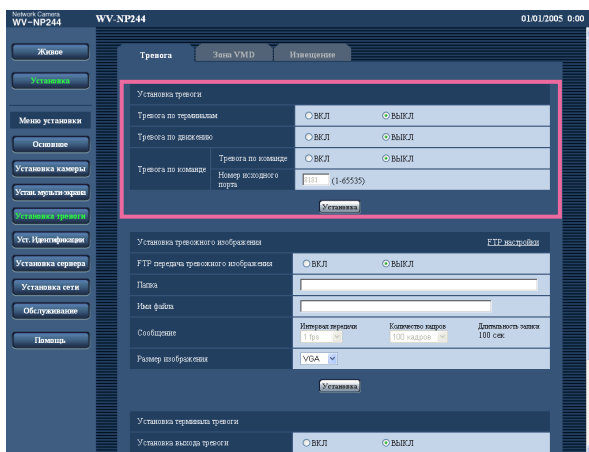 Network Camera
WV-NP244
WV-NP244 01/01/2005 0:00
Живое
Установка
Меню установки
Основное
Установка камеры
Устан. мульти-экрана
Установка тревоги
Уст. Идентификации
Установка сервера
Установка сети
Обслуживание
Помощь
Тревога Зона VMD Извещение
Установка тревоги
Тревога по терминалам ВКЛ ВЫКЛ
Тревога по движению ВКЛ ВЫКЛ
Тревога по команде
Тревога по команде ВКЛ ВЫКЛ
Номер исходного
порта
8181 (1-65535)
Установка
Установка тревожного изображения FTP настройки
FTP передача тревожного изображения ВКЛ ВЫКЛ
Папка
Имя файла
Сообщение
Интервал передачи Количество кадров Длительность записи
1 fps 100 кадров 100 сек
Размер изображения VGA
Установка
Установка терминала тревоги
Установка выхода тревоги ВКЛ ВЫКЛ